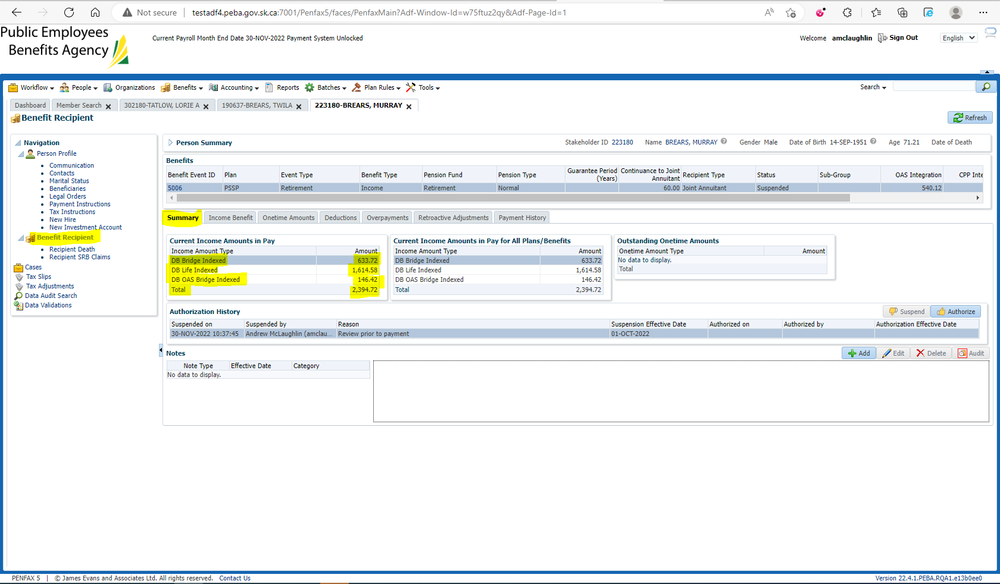 Not secure
testadf4.peba.gov.sk.ca:7001/Penfax5/faces/PenfaxMain?Adf-Window-Id=w75ftuz2qy&Adf-Page-Id=1
Public Employees
Benefits Agency
Current Payroll Month End Date 30-NOV-2022 Payment System Unlocked
Welcome amclaughlin Sign Out English
Workflow People Organizations Benefits Accounting Reports Batches Plan Rules Tools Search
Dashboard Member Search 302180-TATLOW, LORIE A 190637-BREARS, TWILA 223180-BREARS, MURRAY
Benefit Recipient
Refresh
Navigation
Person Profile
Communication
Contacts
Marital Status
Beneficiaries
Legal Orders
Payment Instructions
Tax Instructions
New Hire
New Investment Account
Benefit Recipient
Recipient Death
Recipient SRB Claims
Cases
Tax Slips
Tax Adjustments
Data Audit Search
Data Validations
Person Summary Stakeholder ID 223180 Name BREARS, MURRAY Gender Male Date of Birth 14-SEP-1951 Age 71.21 Date of Death
Benefits
Benefit Event ID Plan Event Type Benefit Type Pension Fund Pension Type Guarantee Period (Years) Continuance to Joint Annuitant Recipient Type Status Sub-Group OAS Integration CPP Inte
5006 PSSP Retirement Income Retirement Normal 60.00 Joint Annuitant Suspended 540.12
Summary Income Benefit Onetime Amounts Deductions Overpayments Retroactive Adjustments Payment History
Current Income Amounts in Pay
Income Amount Type Amount
DB Bridge Indexed 633.72
DB Life Indexed 1,614.58
DB OAS Bridge Indexed 146.42
Total 2,394.72
Current Income Amounts in Pay for All Plans/Benefits
Income Amount Type Amount
DB Bridge Indexed 633.72
DB Life Indexed 1,614.58
DB OAS Bridge Indexed 146.42
Total 2,394.72
Outstanding Onetime Amounts
Onetime Amount Type Amount
No data to display.
Total
Authorization History
Suspend Authorize
Suspended on Suspended by Reason Suspension Effective Date Authorized on Authorized by Authorization Effective Date
30-NOV-2022 10:37:45 Andrew McLaughlin (amclau... Review prior to payment 01-OCT-2022
Notes
Add Edit Delete Audit
Note Type Effective Date Category
No data to display.
PENFAX 5 | © James Evans and Associates Ltd. All rights reserved. Contact Us
Version 22.4.1.PEBA.RQA1.e13b0ee0